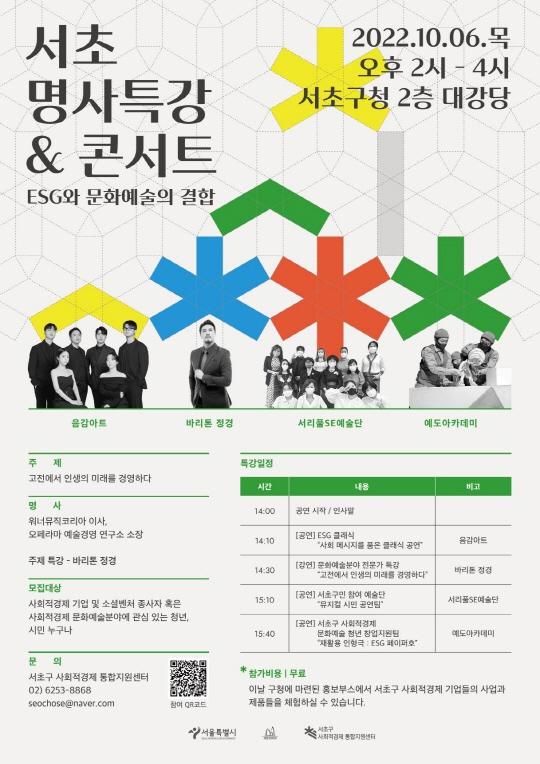 서초
명사특강
& 콘서트
ESG와 문화예술의 결합
2022.10.06.목
오후 2시 - 4시
서초구청 2층 대강당
음감아트
바리톤 정경
서리풀SE예술단
예도아카데미
주 제
고전에서 인생의 미래를 경영하다
명 사
워너뮤직코리아 이사,
오페라마 예술경영 연구소 소장
주제 특강 - 바리톤 정경
모집대상
사회적경제 기업 및 소셜벤처 종사자 혹은
사회적경제 문화예술분야에 관심 있는 청년,
시민 누구나
문 의
서초구 사회적경제 통합지원센터
02) 6253-8868
seochose@naver.com
참여 QR코드
특강일정
시간 내용 비고
14:00 공연 시작 / 인사말
14:10 [공연] ESG 클래식
"사회 메시지를 품은 클래식 공연" 음감아트
14:30 [강연] 문화예술분야 전문가 특강
"고전에서 인생의 미래를 경영하다" 바리톤 정경
15:10 [공연] 서초구민 참여 예술단
"뮤지컬 시민 공연팀" 서리풀SE예술단
15:40 [공연] 서초구 사회적경제
문화예술 청년 창업지원팀
"재활용 인형극 : ESG 페이퍼호" 예도아카데미
* 참가비용 | 무료
이날 구청에 마련된 홍보부스에서 서초구 사회적경제 기업들의 사업과
제품들을 체험하실 수 있습니다.
서울특별시
서초구
사회적경제 통합지원센터